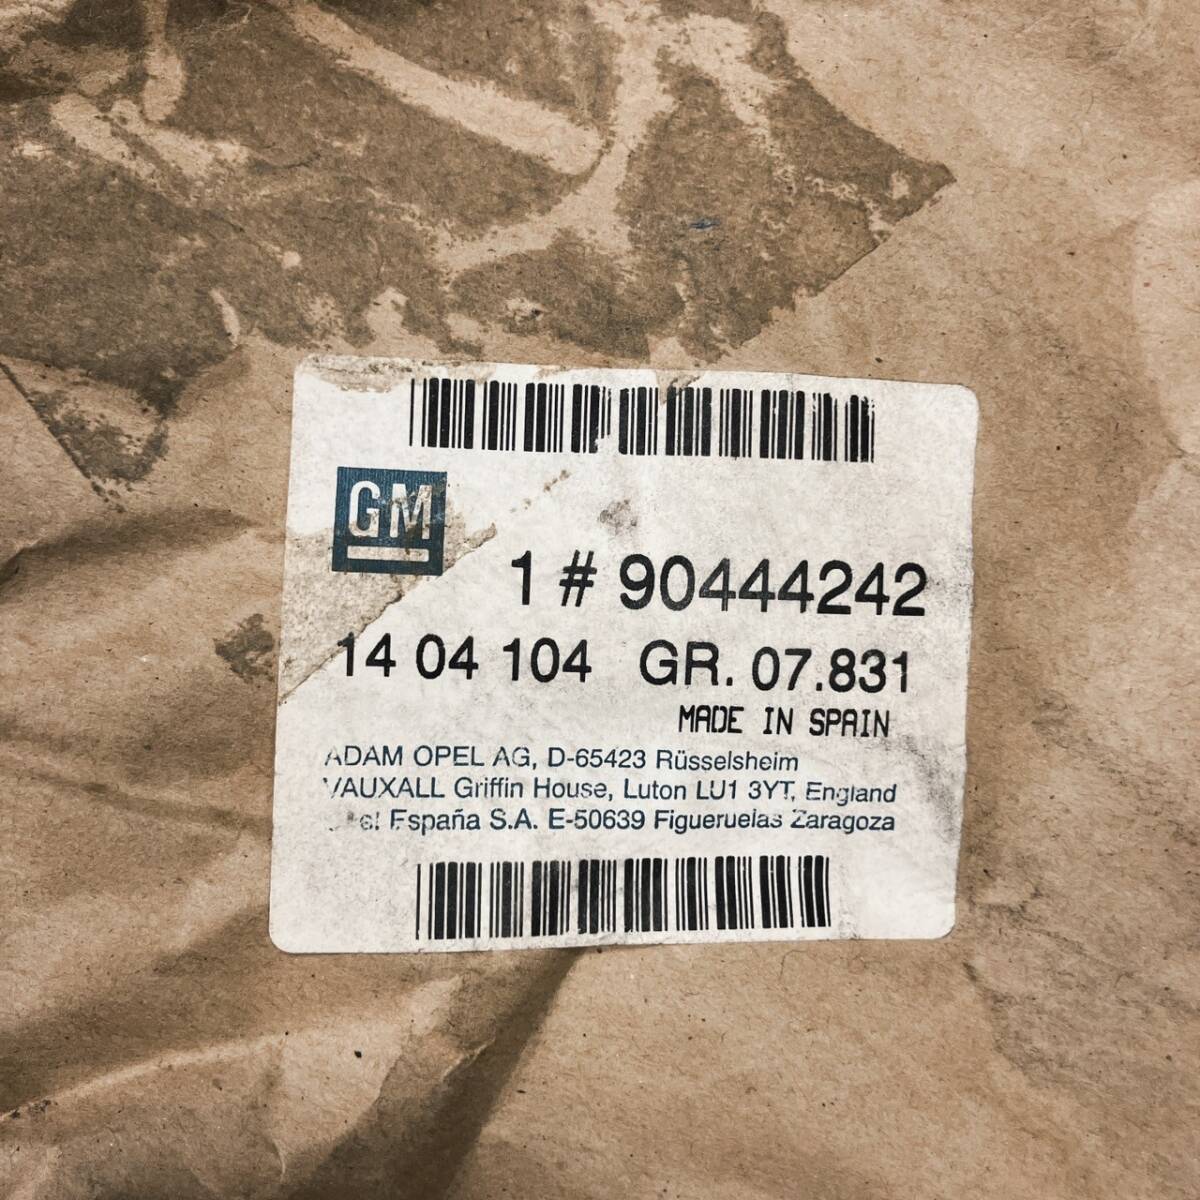 GM
1 # 90444242
14 04 104 GR. 07.831
MADE IN SPAIN
ADAM OPEL AG, D-65423 Rüsselsheim
VAUXALL Griffin House, Luton LU1 3YT, England
España S.A. E-50639 Figueruelas Zaragoza